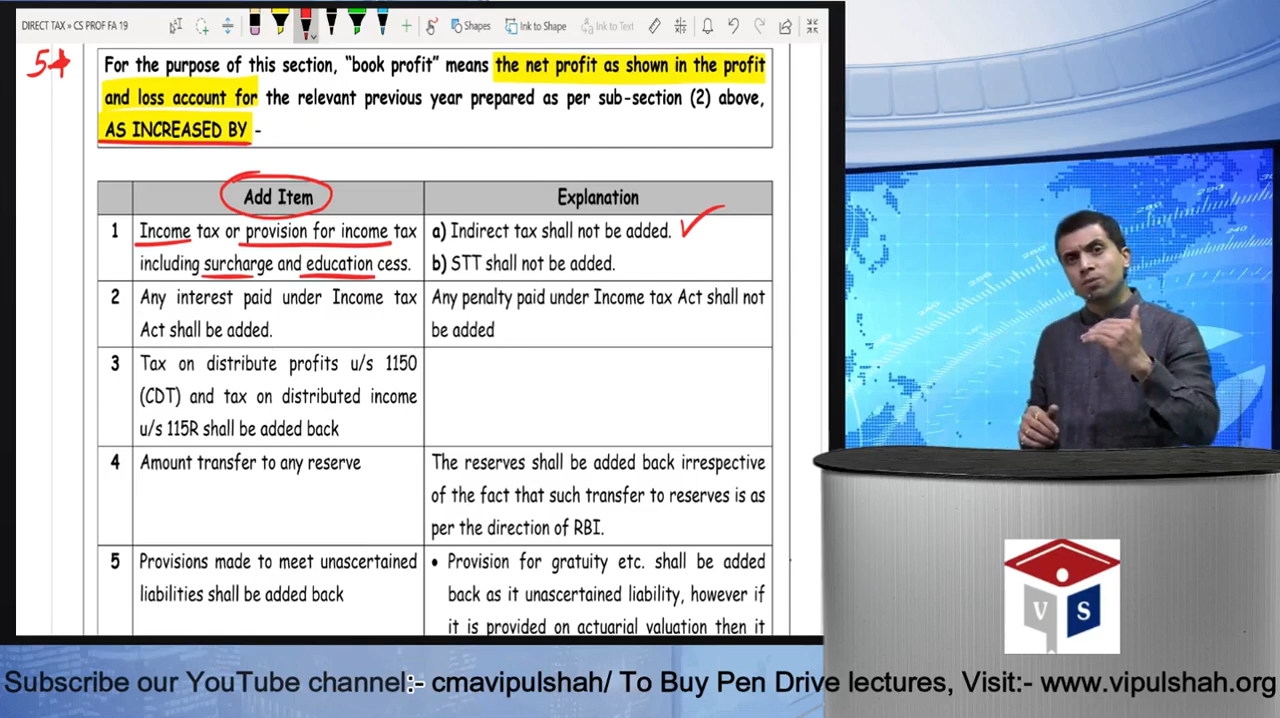 DIRECT TAX > CS PROF FA 19
Shapes
Ink to Shape
Ink to Text
5
For the purpose of this section, “book profit” means the net profit as shown in the profit
and loss account for the relevant previous year prepared as per sub-section (2) above,
AS INCREASED BY -
Add Item
Explanation
1
Income tax or provision for income tax
including surcharge and education cess.
a) Indirect tax shall not be added.
b) STT shall not be added.
2
Any interest paid under Income tax
Act shall be added.
Any penalty paid under Income tax Act shall not
be added
3
Tax on distribute profits u/s 1150
(CDT) and tax on distributed income
u/s 115R shall be added back
4
Amount transfer to any reserve
The reserves shall be added back irrespective
of the fact that such transfer to reserves is as
per the direction of RBI.
5
Provisions made to meet unascertained
liabilities shall be added back
• Provision for gratuity etc. shall be added
back as it unascertained liability, however if
it is provided on actuarial valuation then it
V S
Subscribe our YouTube channel:- cmavipulshah/ To Buy Pen Drive lectures, Visit:- www.vipulshah.org